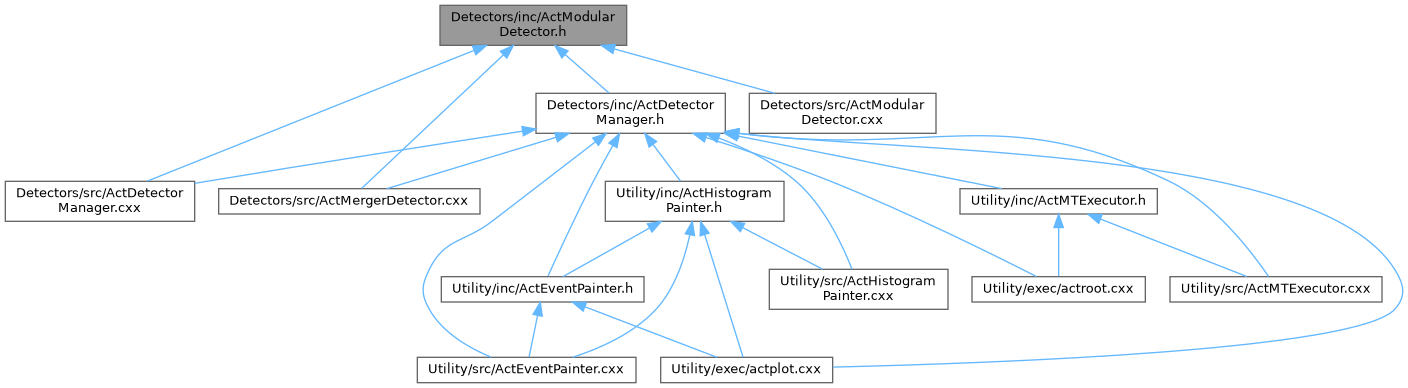 Detectors/inc/ActModular
Detector.h
Detectors/inc/ActDetector
Manager.h
Detectors/src/ActModular
Detector.cxx
Detectors/src/ActDetector
Manager.cxx
Detectors/src/ActMergerDetector.cxx
Utility/inc/ActHistogram
Painter.h
Utility/inc/ActMTExecutor.h
Utility/inc/ActEventPainter.h
Utility/src/ActHistogram
Painter.cxx
Utility/exec/actroot.cxx
Utility/src/ActMTExecutor.cxx
Utility/src/ActEventPainter.cxx
Utility/exec/actplot.cxx